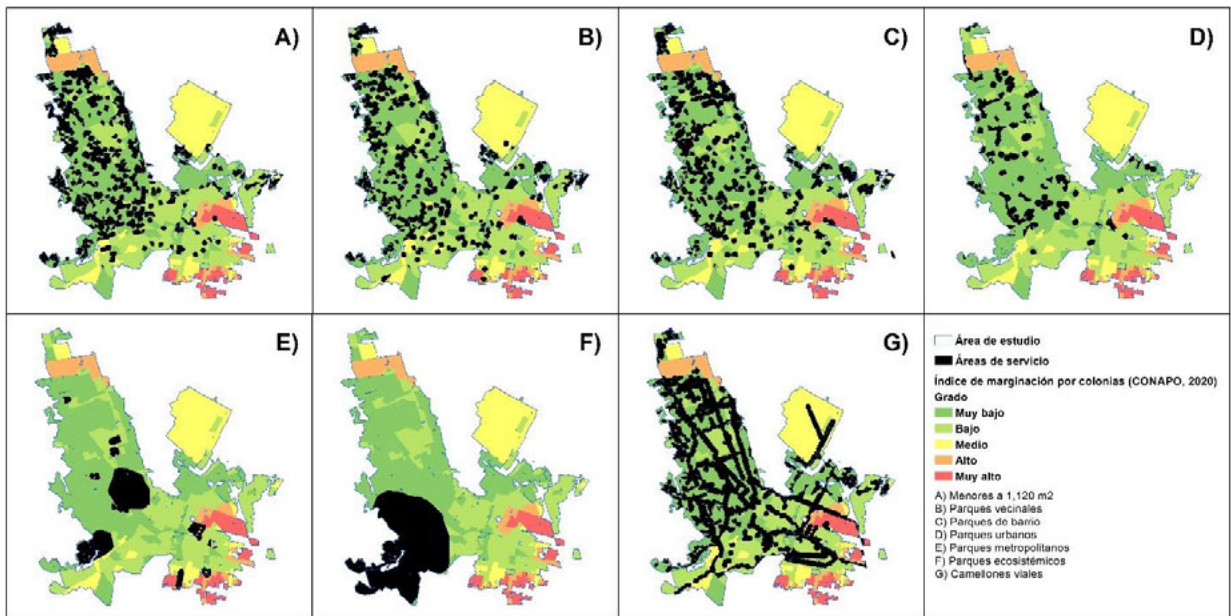 A)
B)
C)
D)
E)
F)
G)
Área de estudio
Áreas de servicio
Índice de marginación por colonias (CONAPO, 2020)
Grado
Muy bajo
Bajo
Medio
Alto
Muy alto
A) Menores a 1,120 m2
B) Parques vecinales
C) Parques de barrio
D) Parques urbanos
E) Parques metropolitanos
F) Parques ecosistémicos
G) Camellones viales